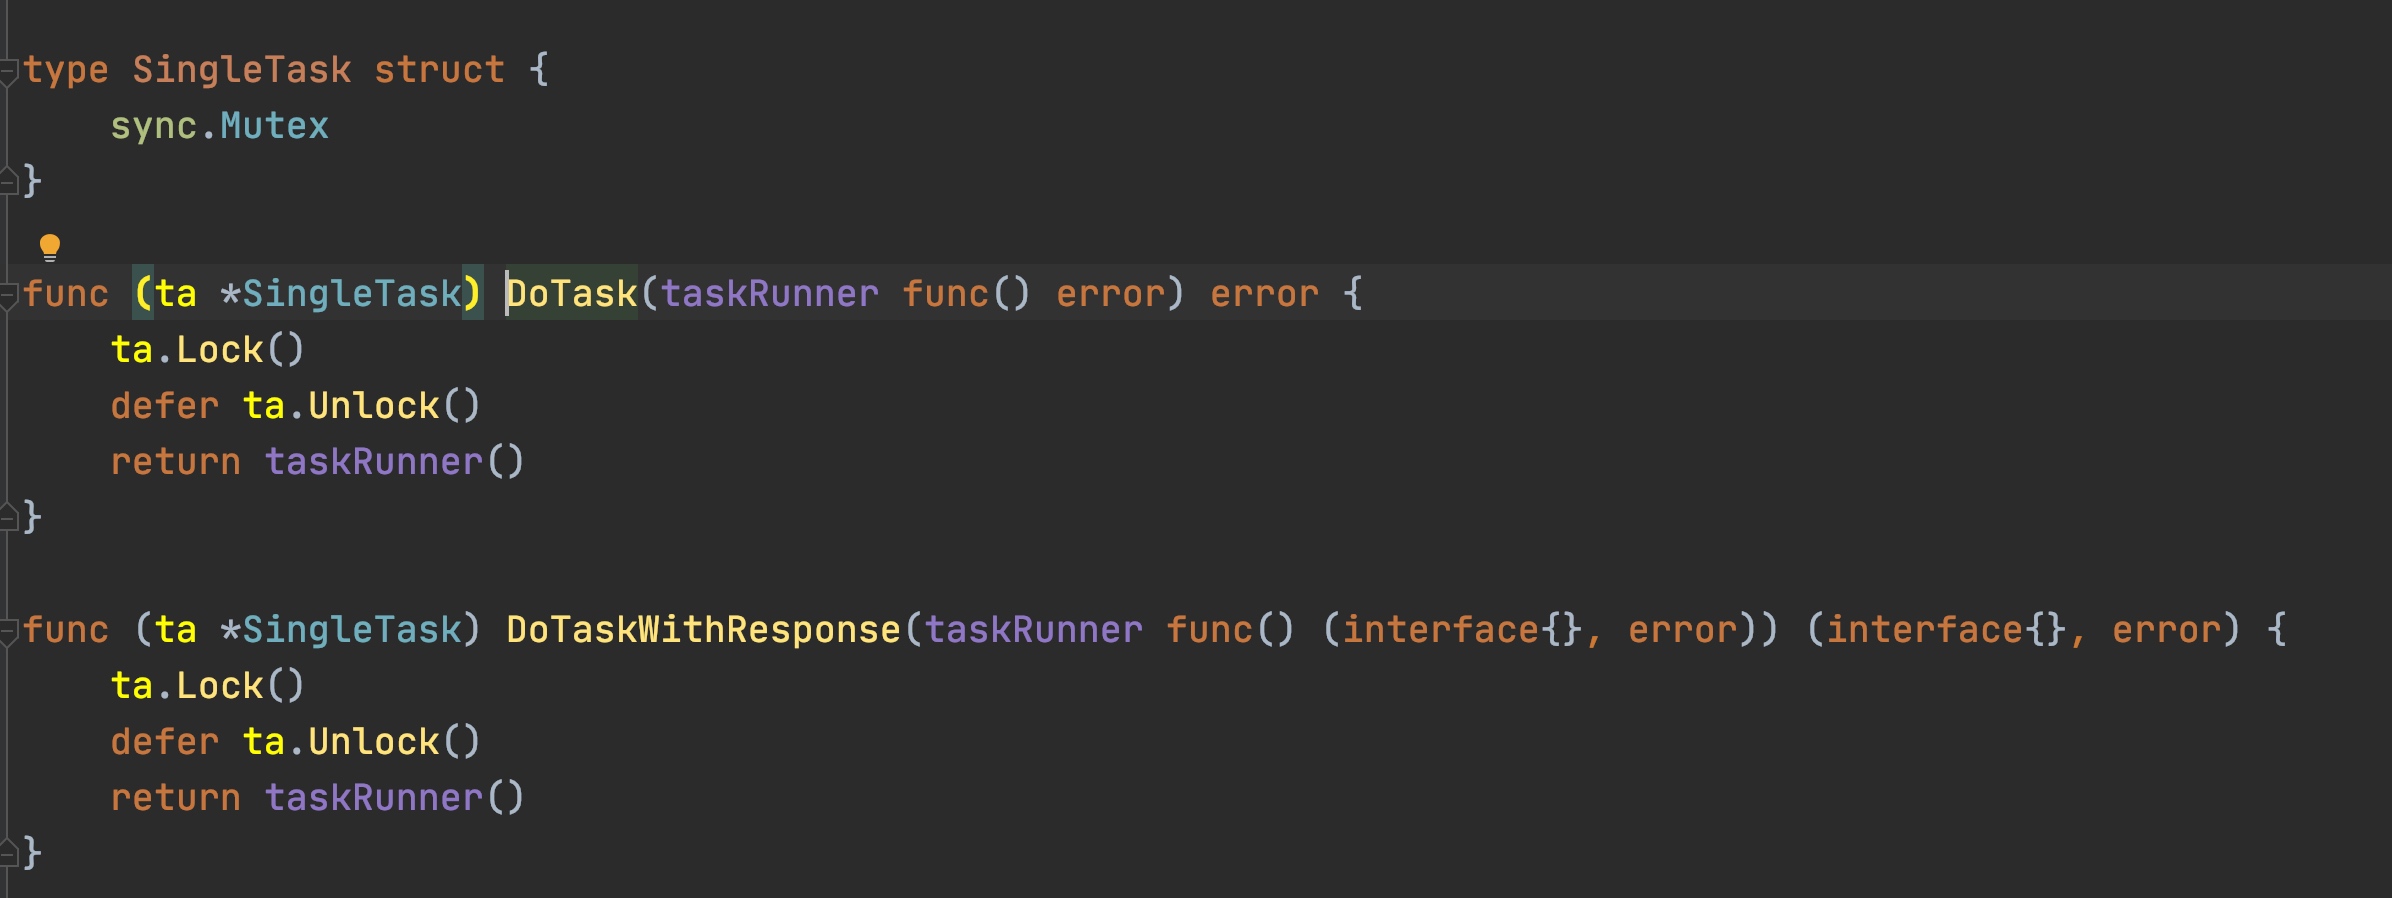 type SingleTask struct {
    sync.Mutex
}
func (ta *SingleTask) DoTask(taskRunner func() error) error {
    ta.Lock()
    defer ta.Unlock()
    return taskRunner()
}
func (ta *SingleTask) DoTaskWithResponse(taskRunner func() (interface{}, error)) (interface{}, error) {
    ta.Lock()
    defer ta.Unlock()
    return taskRunner()
}